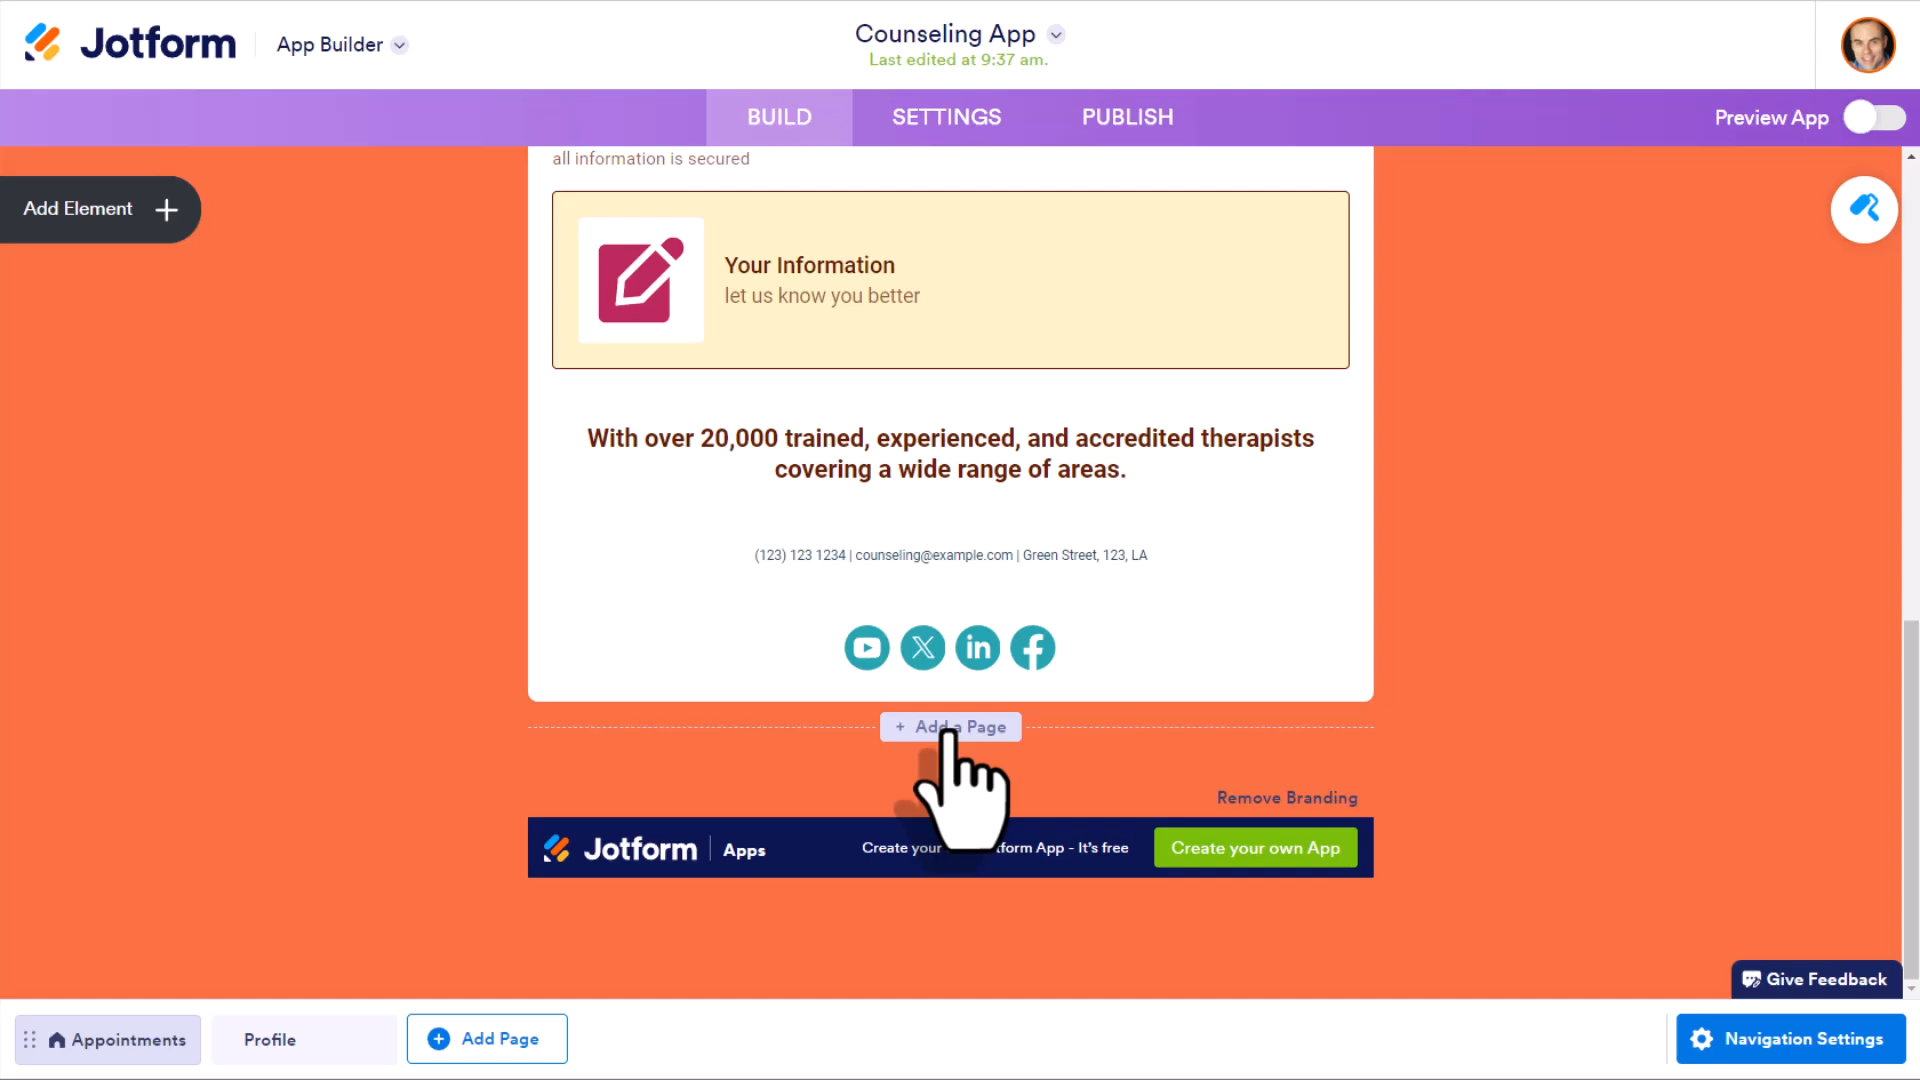 Jotform
App Builder
Counseling App
Last edited at 9:37 am.
BUILD
SETTINGS
PUBLISH
Preview App
all information is secured
Add Element
Your Information
let us know you better
With over 20,000 trained, experienced, and accredited therapists
covering a wide range of areas.
(123) 123 1234 | counseling@example.com | Green Street, 123, LA
+ Add a Page
Remove Branding
Jotform Apps
Create your form App - It's free
Create your own App
Give Feedback
Appointments
Profile
Add Page
Navigation Settings